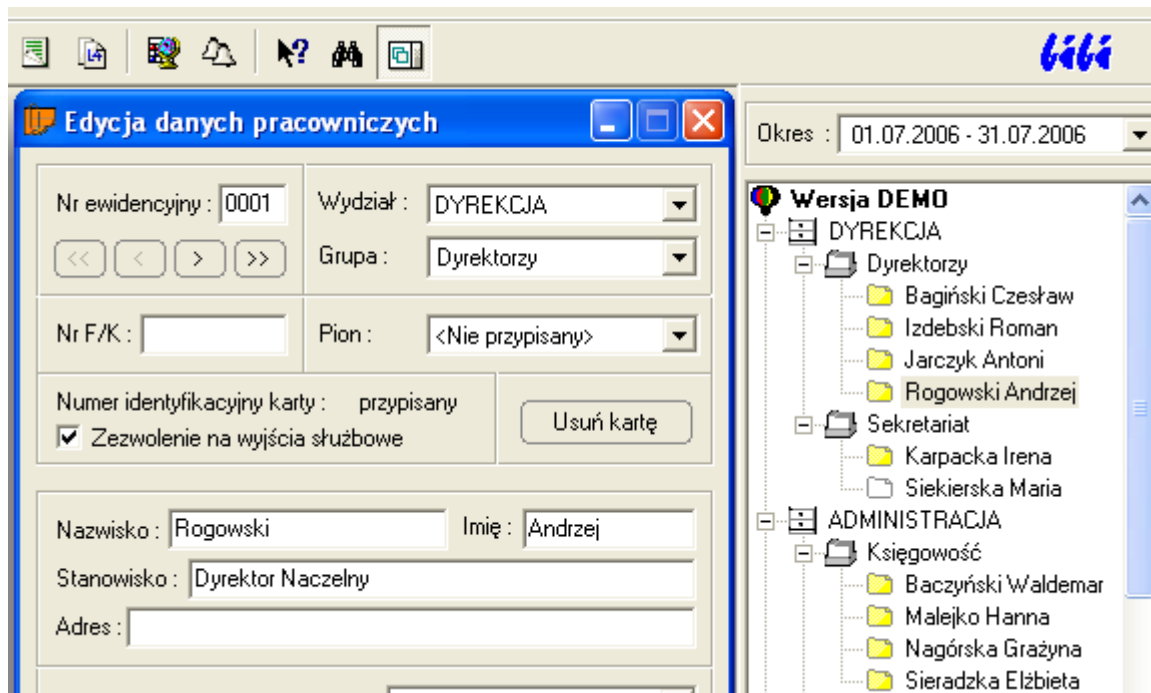 L4
?
bibi
Edycja danych pracowniczych
Nr ewidencyjny : 0001
Wydział : DYREKCJA
<< < > >>
Grupa : Dyrektorzy
Nr F/K :
Pion : <Nie przypisany>
Numer identyfikacyjny karty : przypisany
Zezwolenie na wyjścia służbowe
Usuń kartę
Nazwisko : Rogowski Imię : Andrzej
Stanowisko : Dyrektor Naczelny
Adres :
Okres : 01.07.2006 - 31.07.2006
Wersja DEMO
DYREKCJA
Dyrektorzy
Bagiński Czesław
Izdebski Roman
Jarczyk Antoni
Rogowski Andrzej
Sekretariat
Karpacka Irena
Siekierska Maria
ADMINISTRACJA
Księgowość
Baczyński Waldemar
Malejko Hanna
Nagórska Grażyna
Sieradzka Elżbieta